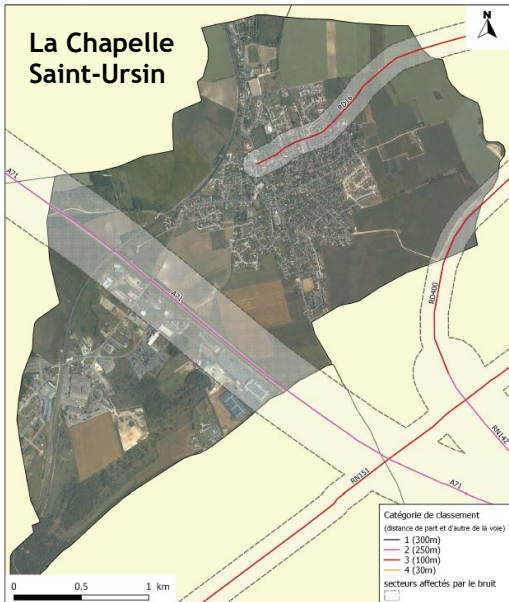 La Chapelle
Saint-Ursin
N
RD16
A71
A71
RD400
RN142
RN151
A71
Catégorie de classement
(distance de part et d'autre de la voie)
1 (300m)
2 (250m)
3 (100m)
4 (30m)
secteurs affectés par le bruit
0 0.5 1 km